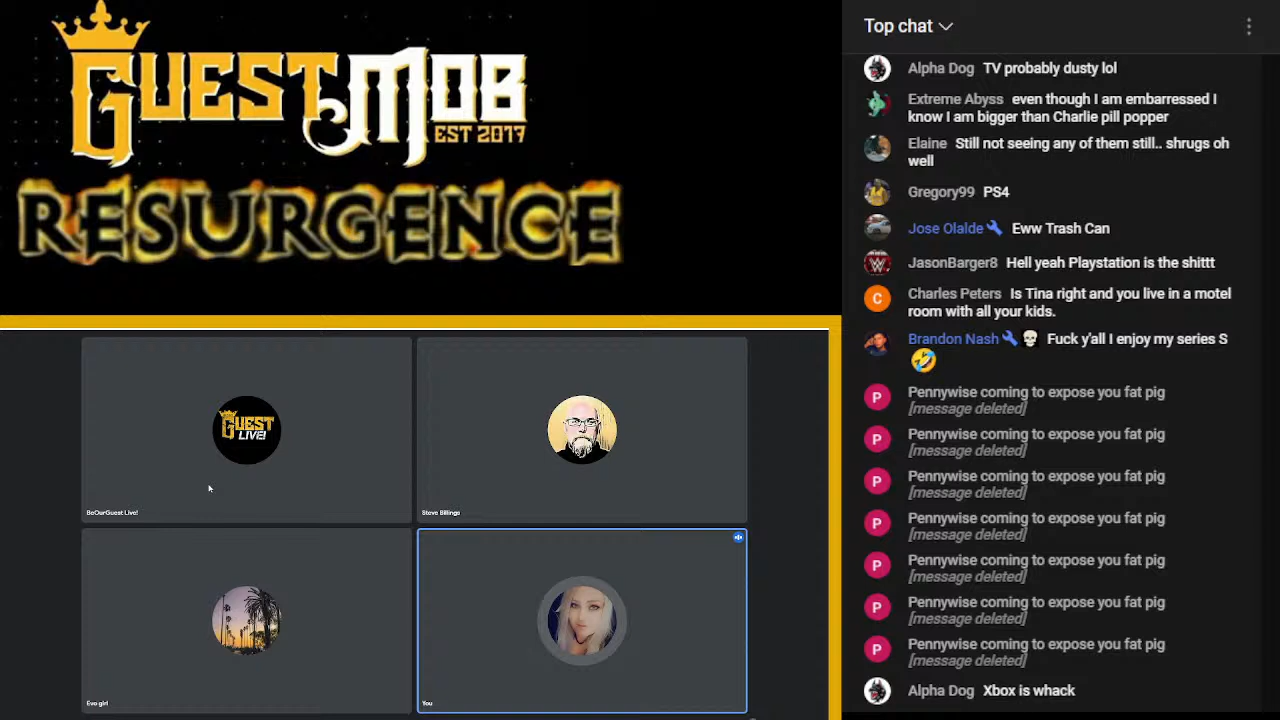 GUESTMOB
EST 2017
RESURGENCE
GUEST
LIVE!
BeOurGuest Live!
Steve Billings
Evo girl
You
Top chat
Alpha Dog TV probably dusty lol
Extreme Abyss even though I am embarressed I
know I am bigger than Charlie pill popper
Elaine Still not seeing any of them still.. shrugs oh
well
Gregory99 PS4
Jose Olalde Eww Trash Can
JasonBarger8 Hell yeah Playstation is the shittt
C
Charles Peters Is Tina right and you live in a motel
room with all your kids.
Brandon Nash 💀 Fuck y'all I enjoy my series S
🤣
P
Pennywise coming to expose you fat pig
[message deleted]
P
Pennywise coming to expose you fat pig
[message deleted]
P
Pennywise coming to expose you fat pig
[message deleted]
P
Pennywise coming to expose you fat pig
[message deleted]
P
Pennywise coming to expose you fat pig
[message deleted]
P
Pennywise coming to expose you fat pig
[message deleted]
P
Pennywise coming to expose you fat pig
[message deleted]
Alpha Dog Xbox is whack